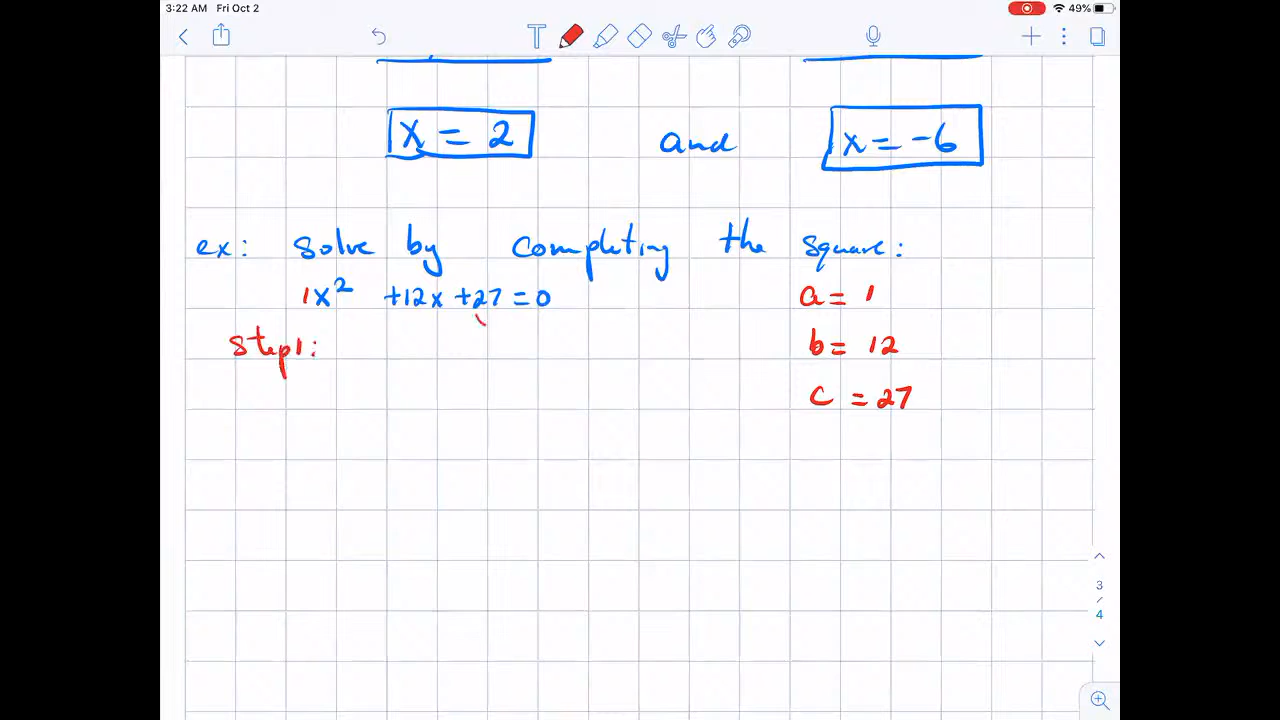 3:22 AM Fri Oct 2
49%
x = 2 and x = -6
ex: solve by completing the square:
1x² +12x +27 = 0
a = 1
step1:
b = 12
c = 27
3
4